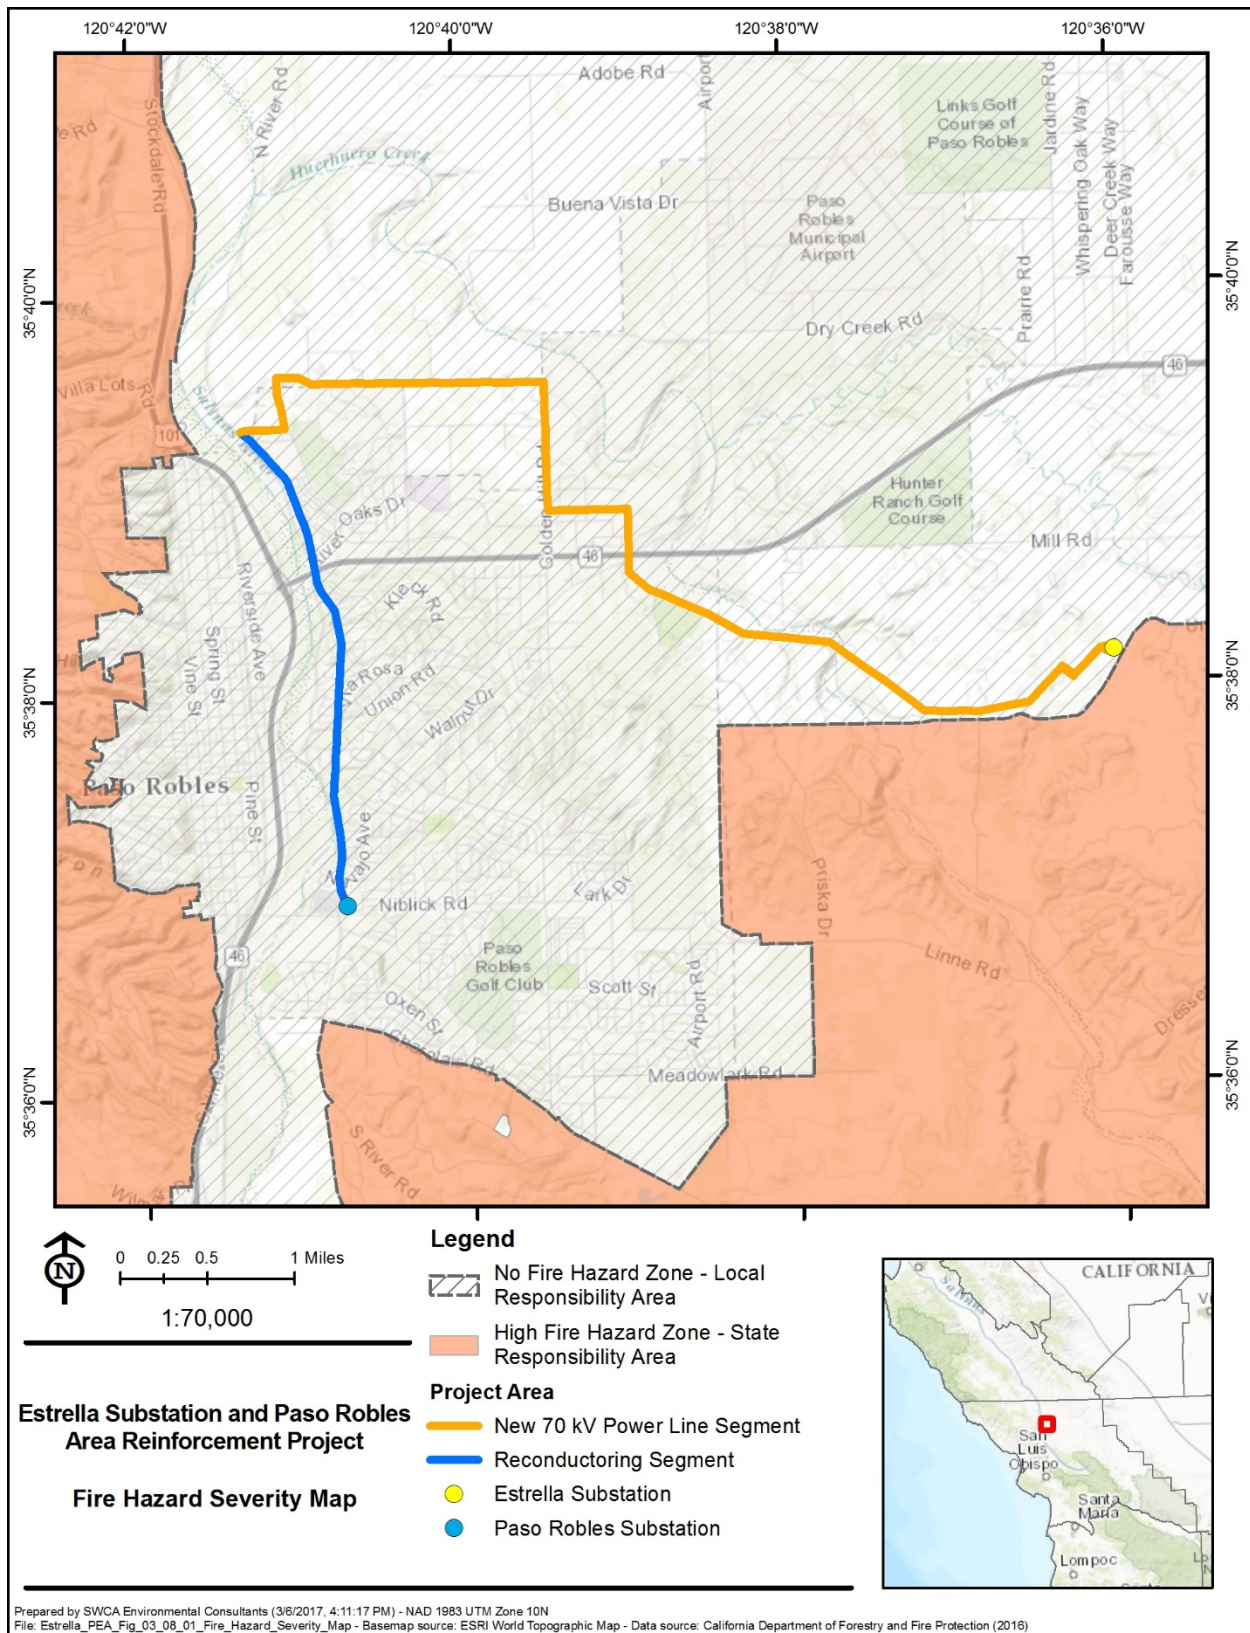 120°42'0"W
120°40'0"W
120°38'0"W
120°36'0"W
Adobe Rd
Airport
N River Rd
Stockdale Rd
e Rd
Links Golf
Course of
Paso Robles
Jardine Rd
Whispering Oak Way
Deer Creek Way
Farousse Way
Huerhuero Creek
Buena Vista Dr
Paso
Robles
Municipal
Airport
35°40'0"N
35°40'0"N
Prairie Rd
Dry Creek Rd
46
Villa Lots
Rd
101
Salinas River
Hunter
Ranch Golf
Course
River Oaks Dr
Golden Hill Rd
46
Mill Rd
Kleck Rd
Riverside Ave
Spring St
Vine St
Vista Rosa
Union Rd
Walnut Dr
35°38'0"N
35°38'0"N
Paso Robles
Pine St
Navajo Ave
Niblick Rd
Lark Dr
Priska Dr
Linne Rd
46
Paso
Robles
Golf Club
Scott St
Airport Rd
Oxen St
Charolais Rd
Meadowlark Rd
Dresser
35°36'0"N
35°36'0"N
S River Rd
Wilmar
N
0 0.25 0.5 1 Miles
1:70,000
Legend
No Fire Hazard Zone - Local
Responsibility Area
High Fire Hazard Zone - State
Responsibility Area
Project Area
New 70 kV Power Line Segment
Reconductoring Segment
Estrella Substation
Paso Robles Substation
Estrella Substation and Paso Robles
Area Reinforcement Project
Fire Hazard Severity Map
CALIFORNIA
Salinas
San
Luis
Obispo
Santa
Maria
Lompoc
Prepared by SWCA Environmental Consultants (3/6/2017, 4:11:17 PM) - NAD 1983 UTM Zone 10N
File: Estrella_PEA_Fig_03_08_01_Fire_Hazard_Severity_Map - Basemap source: ESRI World Topographic Map - Data source: California Department of Forestry and Fire Protection (2016)